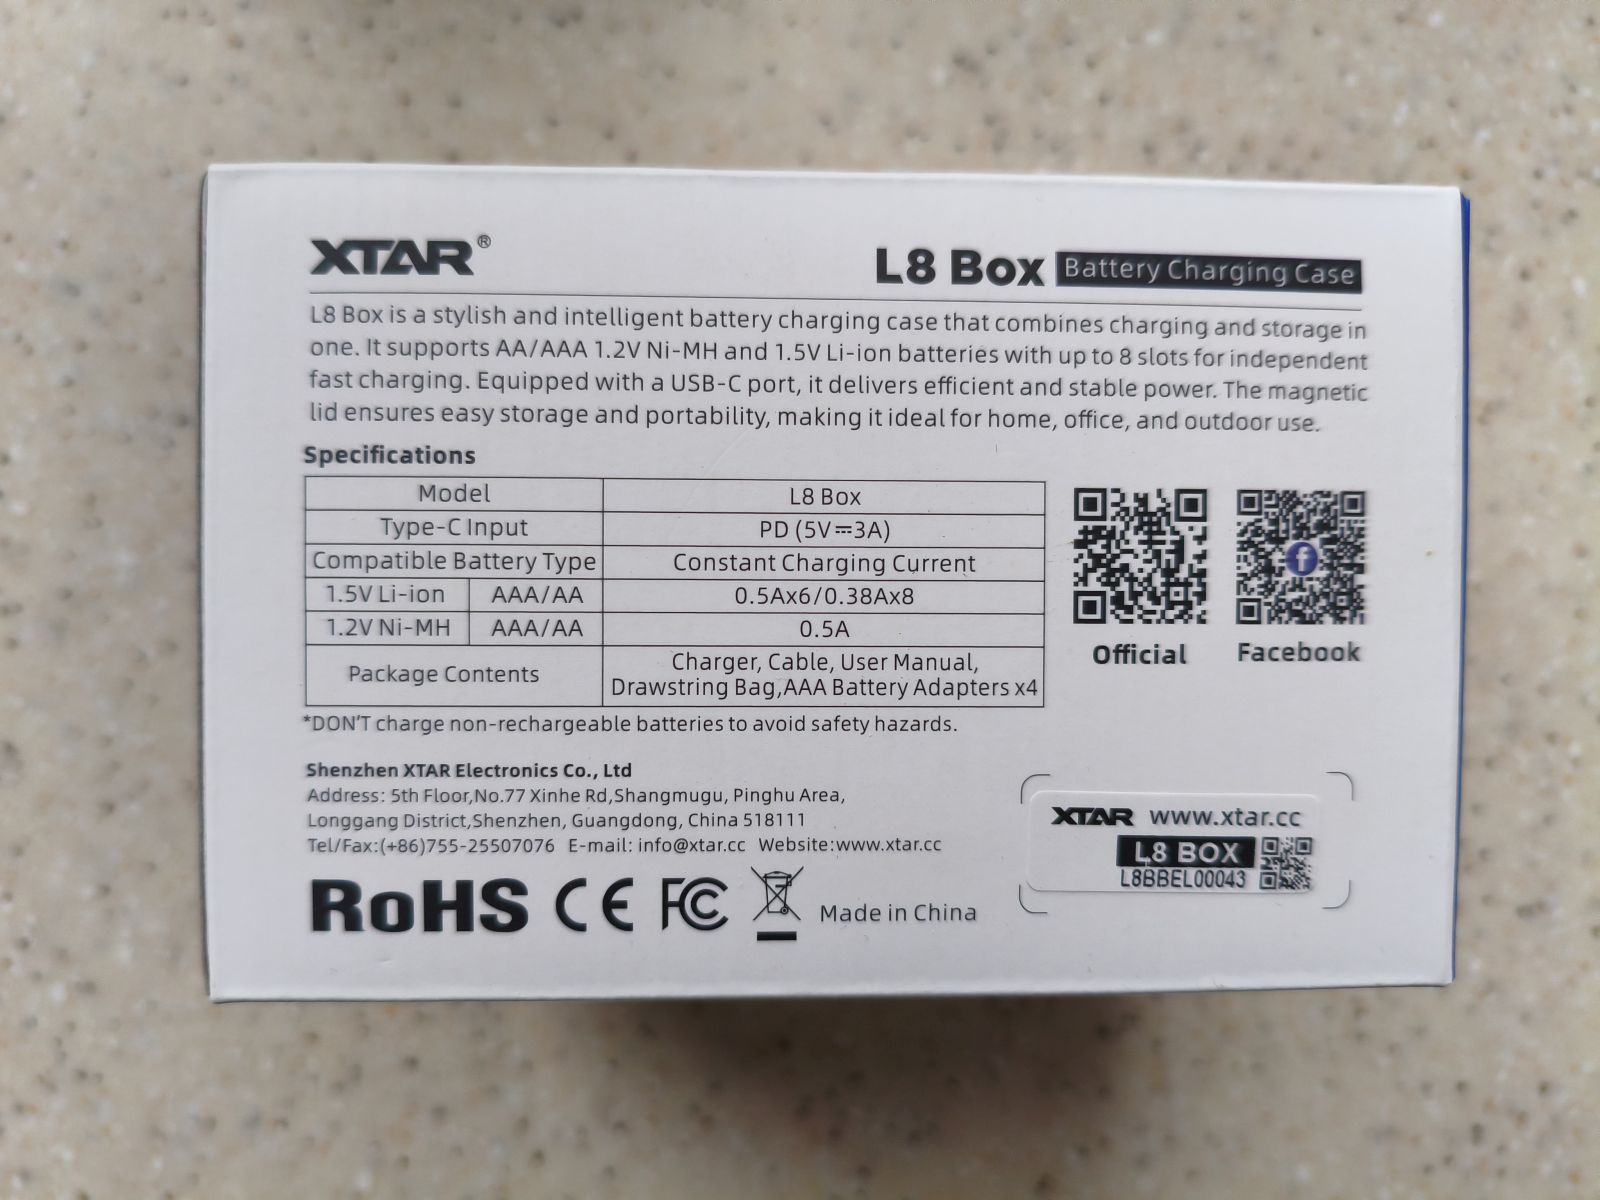 XTAR®
L8 Box Battery Charging Case
L8 Box is a stylish and intelligent battery charging case that combines charging and storage in
one. It supports AA/AAA 1.2V Ni-MH and 1.5V Li-ion batteries with up to 8 slots for independent
fast charging. Equipped with a USB-C port, it delivers efficient and stable power. The magnetic
lid ensures easy storage and portability, making it ideal for home, office, and outdoor use.
Specifications
Model L8 Box
Type-C Input PD (5V⎓3A)
Compatible Battery Type Constant Charging Current
1.5V Li-ion AAA/AA 0.5Ax6/0.38Ax8
1.2V Ni-MH AAA/AA 0.5A
Package Contents Charger, Cable, User Manual,
Drawstring Bag,AAA Battery Adapters x4
Official Facebook
*DON'T charge non-rechargeable batteries to avoid safety hazards.
Shenzhen XTAR Electronics Co., Ltd
Address: 5th Floor,No.77 Xinhe Rd,Shangmugu, Pinghu Area,
Longgang District,Shenzhen, Guangdong, China 518111
Tel/Fax:(+86)755-25507076 E-mail: info@xtar.cc Website:www.xtar.cc
RoHS CE FC Made in China
XTAR www.xtar.cc
L8 BOX
L8BBEL00043